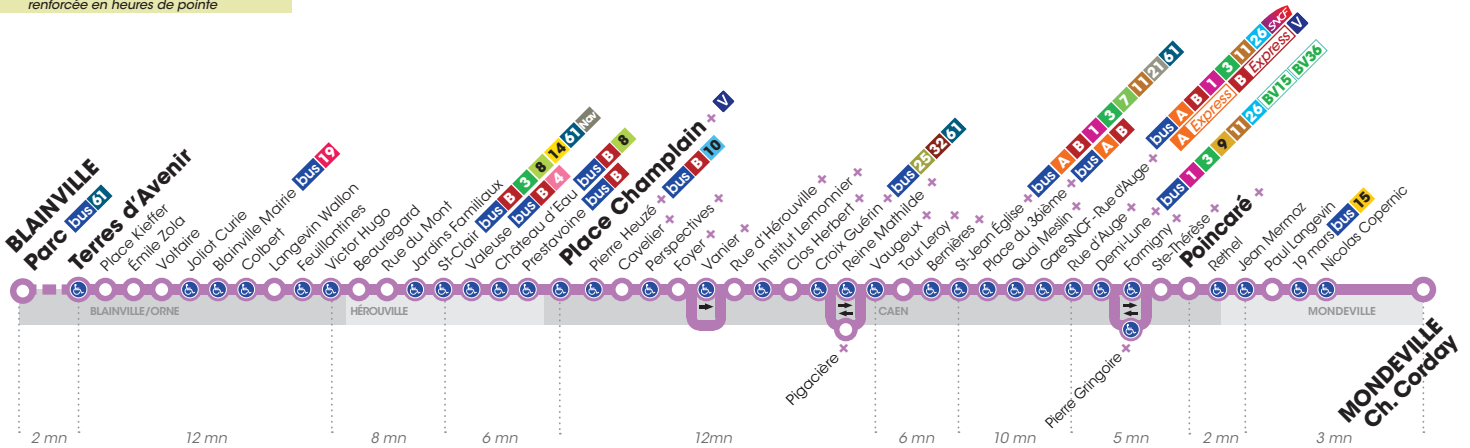 renforcée en heures de pointe
BLAINVILLE
Parc bus 61
Terres d'Avenir
Place Kieffer
Émile Zola
Voltaire
Joliot Curie
Blainville Mairie bus 19
Colbert
Langevin Wallon
Feuillantines
Victor Hugo
Beauregard
Rue du Mont
Jardins Familiaux
St-Clair bus B 3 8 14 61 Nav
Valeuse bus B 4
Château d'Eau bus B 8
Prestavoine bus B
Place Champlain V
Pierre Heuzé bus B 10
Cavelier
Perspectives
Foyer
Vanier
Rue d'Hérouville
Institut Lemonnier
Clos Herbert
Croix Guérin bus 25 32 61
Reine Mathilde
Vaugeux
Tour Leroy
Bernières
St-Jean Église bus A B 1 3 7 11 21 61
Place du 36ième bus A B
Quai Meslin
Gare SNCF - Rue d'Auge bus A B 1 3 11 26 SNCF
A Express B Express V
Rue d'Auge
Demi-Lune bus 1 3 9 11 26 BV15 BV36
Formigny
Ste-Thérèse
Poincaré
Rethel
Jean Mermoz
Paul Langevin
19 mars bus 15
Nicolas Copernic
BLAINVILLE/ORNE
HÉROUVILLE
CAEN
MONDEVILLE
Pigacière
Pierre Gringoire
MONDEVILLE
Ch. Corday
2 mn
12 mn
8 mn
6 mn
12mn
6 mn
10 mn
5 mn
2 mn
3 mn